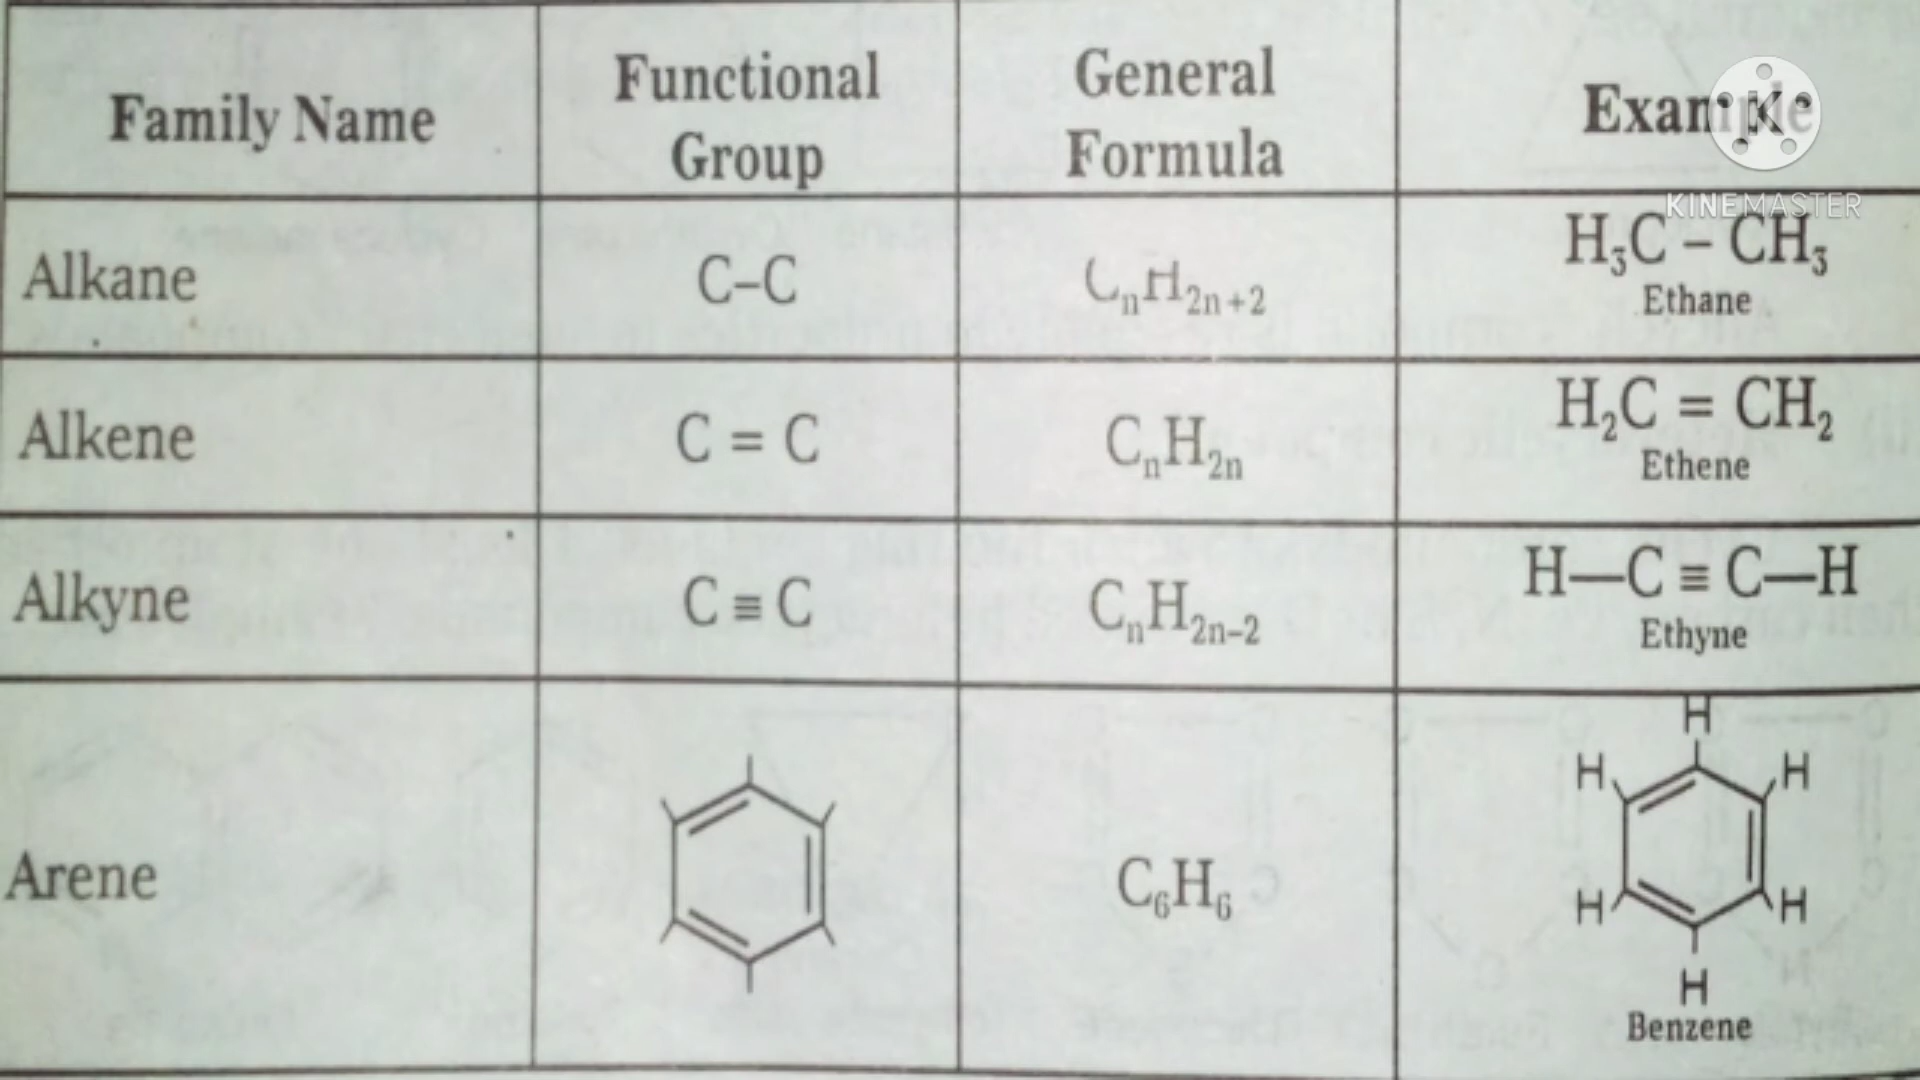 Family Name
Functional
Group
General
Formula
Example
K
KINEMASTER
Alkane
C–C
CₙH₂ₙ₊₂
H₃C – CH₃
Ethane
Alkene
C = C
CₙH₂ₙ
H₂C = CH₂
Ethene
Alkyne
C ≡ C
CₙH₂ₙ₋₂
H—C ≡ C—H
Ethyne
Arene
C₆H₆
H
H
H
H
H
H
Benzene